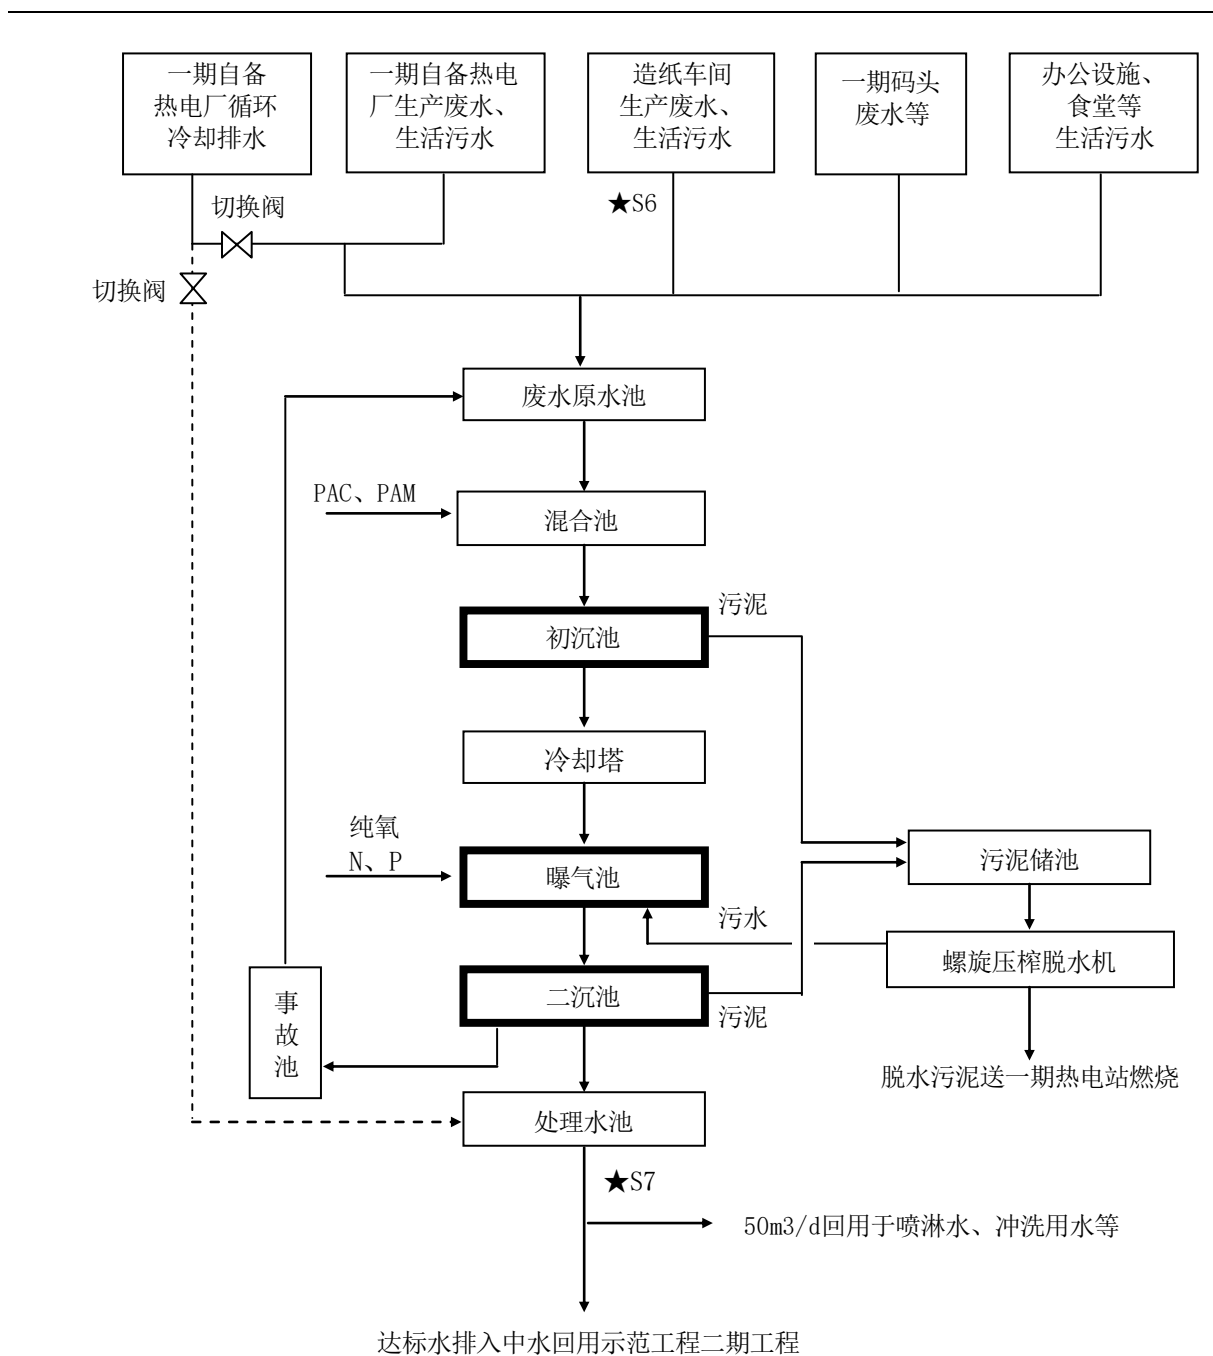 一期自备
热电厂循环
冷却排水
一期自备热电
厂生产废水、
生活污水
造纸车间
生产废水、
生活污水
一期码头
废水等
办公设施、
食堂等
生活污水
切换阀
★S6
切换阀
废水原水池
PAC、PAM
混合池
污泥
初沉池
冷却塔
纯氧
N、P
曝气池
污泥储池
污水
螺旋压榨脱水机
二沉池
污泥
事
故
池
脱水污泥送一期热电站燃烧
处理水池
★S7
50m3/d回用于喷淋水、冲洗用水等
达标水排入中水回用示范工程二期工程